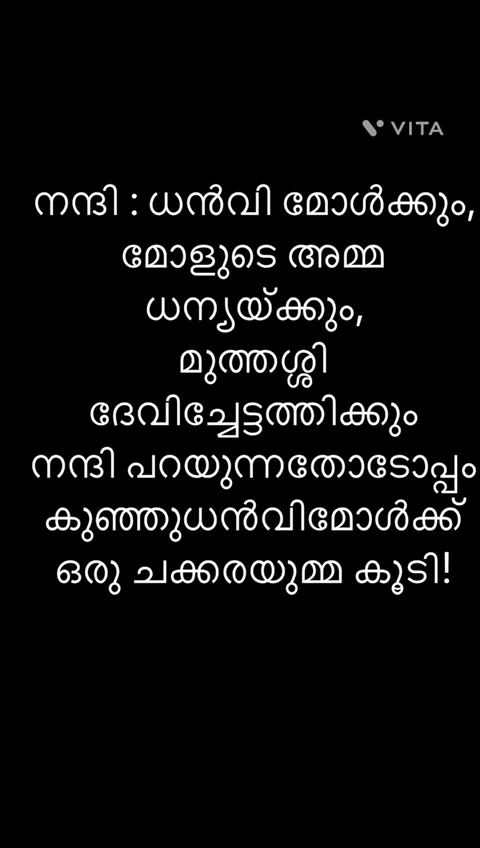 VITA
നന്ദി : ധൻവി മോൾക്കും,
മോളുടെ അമ്മ
ധന്യയ്ക്കും,
മുത്തശ്ശി
ദേവിച്ചേട്ടത്തിക്കും
നന്ദി പറയുന്നതോടോപ്പം
കുഞ്ഞുധൻവിമോൾക്ക്
ഒരു ചക്കരയുമ്മ കൂടി!